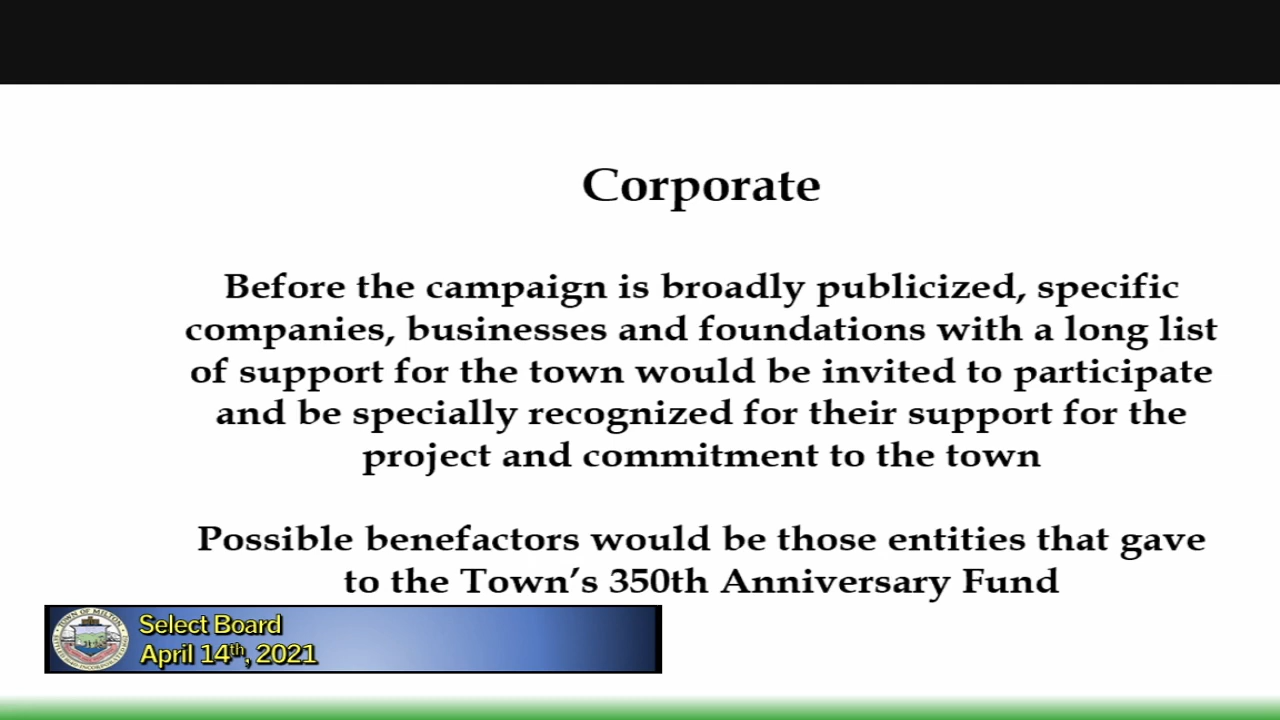 Corporate
Before the campaign is broadly publicized, specific
companies, businesses and foundations with a long list
of support for the town would be invited to participate
and be specially recognized for their support for the
project and commitment to the town
Possible benefactors would be those entities that gave
to the Town’s 350th Anniversary Fund
TOWN OF MILTON
Select Board
April 14th, 2021